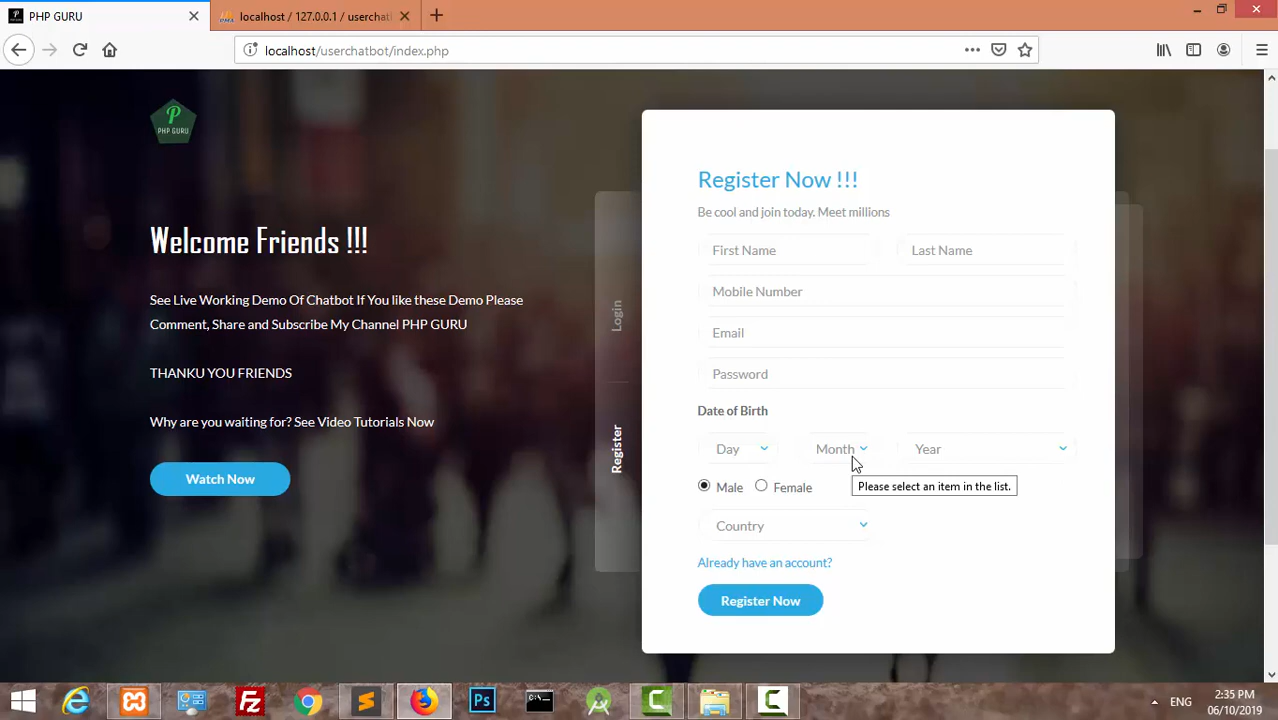 PHP GURU
localhost / 127.0.0.1 / userchat
localhost/userchatbot/index.php
P
PHP GURU
Welcome Friends !!!
See Live Working Demo Of Chatbot If You like these Demo Please
Comment, Share and Subscribe My Channel PHP GURU
THANKU YOU FRIENDS
Why are you waiting for? See Video Tutorials Now
Watch Now
Login
Register
Register Now !!!
Be cool and join today. Meet millions
First Name
Last Name
Mobile Number
Email
Password
Date of Birth
Day
Month
Year
Male
Female
Please select an item in the list.
Country
Already have an account?
Register Now
Ps
ENG
2:35 PM
06/10/2019